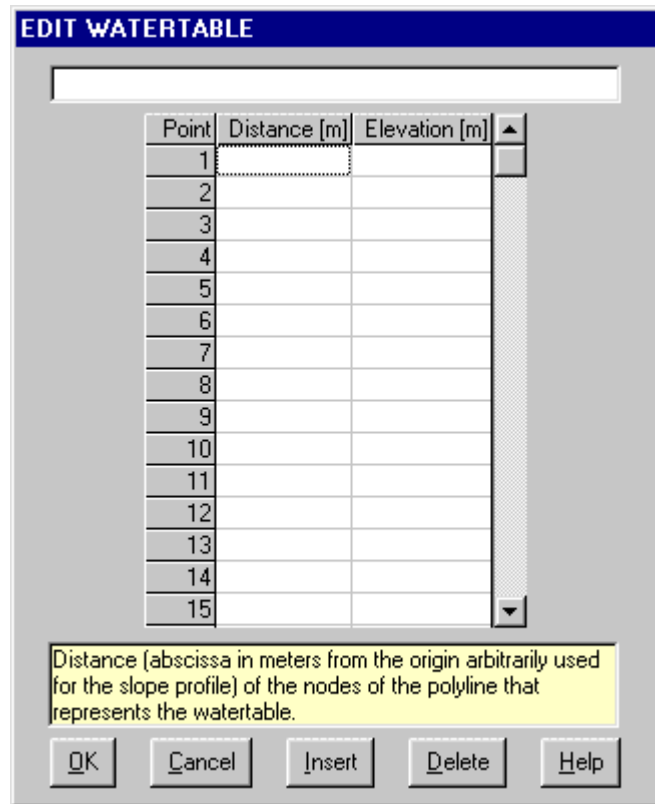 EDIT WATERTABLE
Point Distance [m] Elevation [m]
1
2
3
4
5
6
7
8
9
10
11
12
13
14
15
Distance (abscissa in meters from the origin arbitrarily used
for the slope profile) of the nodes of the polyline that
represents the watertable.
OK Cancel Insert Delete Help